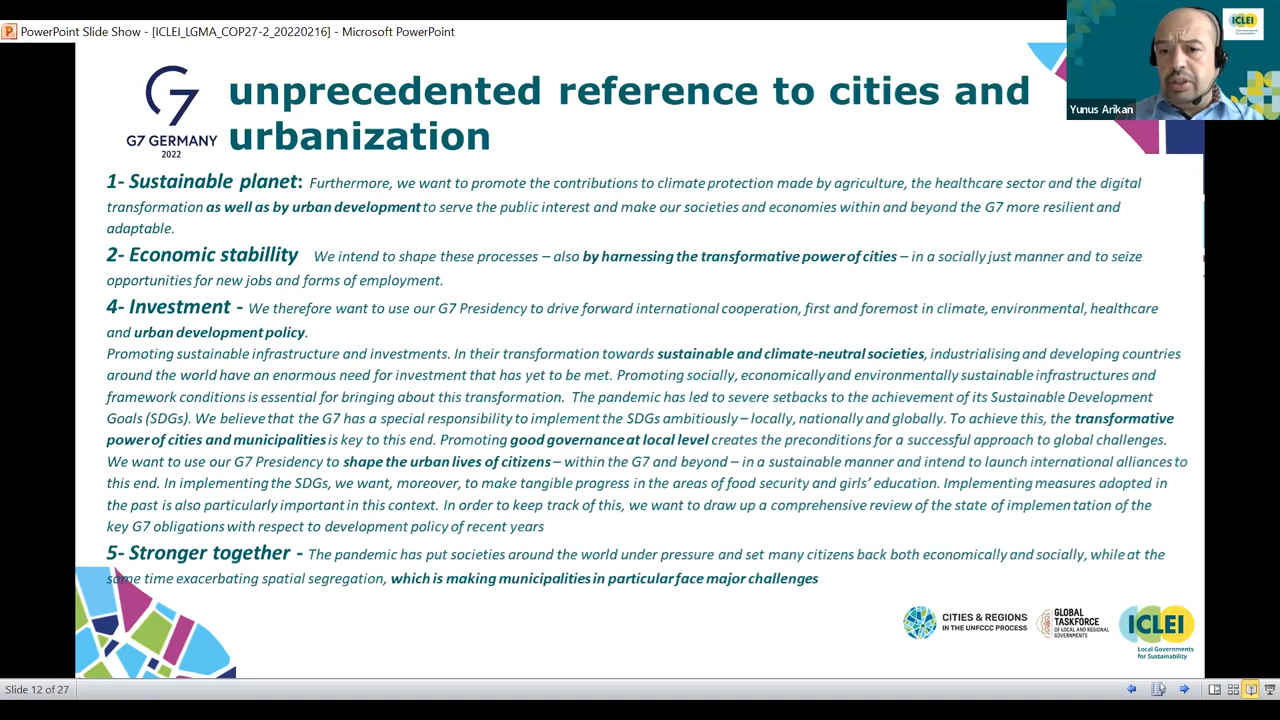 PowerPoint Slide Show - [ICLEI_LGMA_COP27-2_20220216] - Microsoft PowerPoint
ICLEI
Local Governments
for Sustainability
Yunus Arikan
G7 GERMANY
2022
unprecedented reference to cities and
urbanization
1- Sustainable planet: Furthermore, we want to promote the contributions to climate protection made by agriculture, the healthcare sector and the digital
transformation as well as by urban development to serve the public interest and make our societies and economies within and beyond the G7 more resilient and
adaptable.
2- Economic stabillity We intend to shape these processes – also by harnessing the transformative power of cities – in a socially just manner and to seize
opportunities for new jobs and forms of employment.
4- Investment - We therefore want to use our G7 Presidency to drive forward international cooperation, first and foremost in climate, environmental, healthcare
and urban development policy.
Promoting sustainable infrastructure and investments. In their transformation towards sustainable and climate-neutral societies, industrialising and developing countries
around the world have an enormous need for investment that has yet to be met. Promoting socially, economically and environmentally sustainable infrastructures and
framework conditions is essential for bringing about this transformation. The pandemic has led to severe setbacks to the achievement of its Sustainable Development
Goals (SDGs). We believe that the G7 has a special responsibility to implement the SDGs ambitiously – locally, nationally and globally. To achieve this, the transformative
power of cities and municipalities is key to this end. Promoting good governance at local level creates the preconditions for a successful approach to global challenges.
We want to use our G7 Presidency to shape the urban lives of citizens – within the G7 and beyond – in a sustainable manner and intend to launch international alliances to
this end. In implementing the SDGs, we want, moreover, to make tangible progress in the areas of food security and girls' education. Implementing measures adopted in
the past is also particularly important in this context. In order to keep track of this, we want to draw up a comprehensive review of the state of implementation of the
key G7 obligations with respect to development policy of recent years
5- Stronger together - The pandemic has put societies around the world under pressure and set many citizens back both economically and socially, while at the
same time exacerbating spatial segregation, which is making municipalities in particular face major challenges
CITIES & REGIONS
IN THE UNFCCC PROCESS
GLOBAL
TASKFORCE
OF LOCAL AND REGIONAL
GOVERNMENTS
ICLEI
Local Governments
for Sustainability
Slide 12 of 27